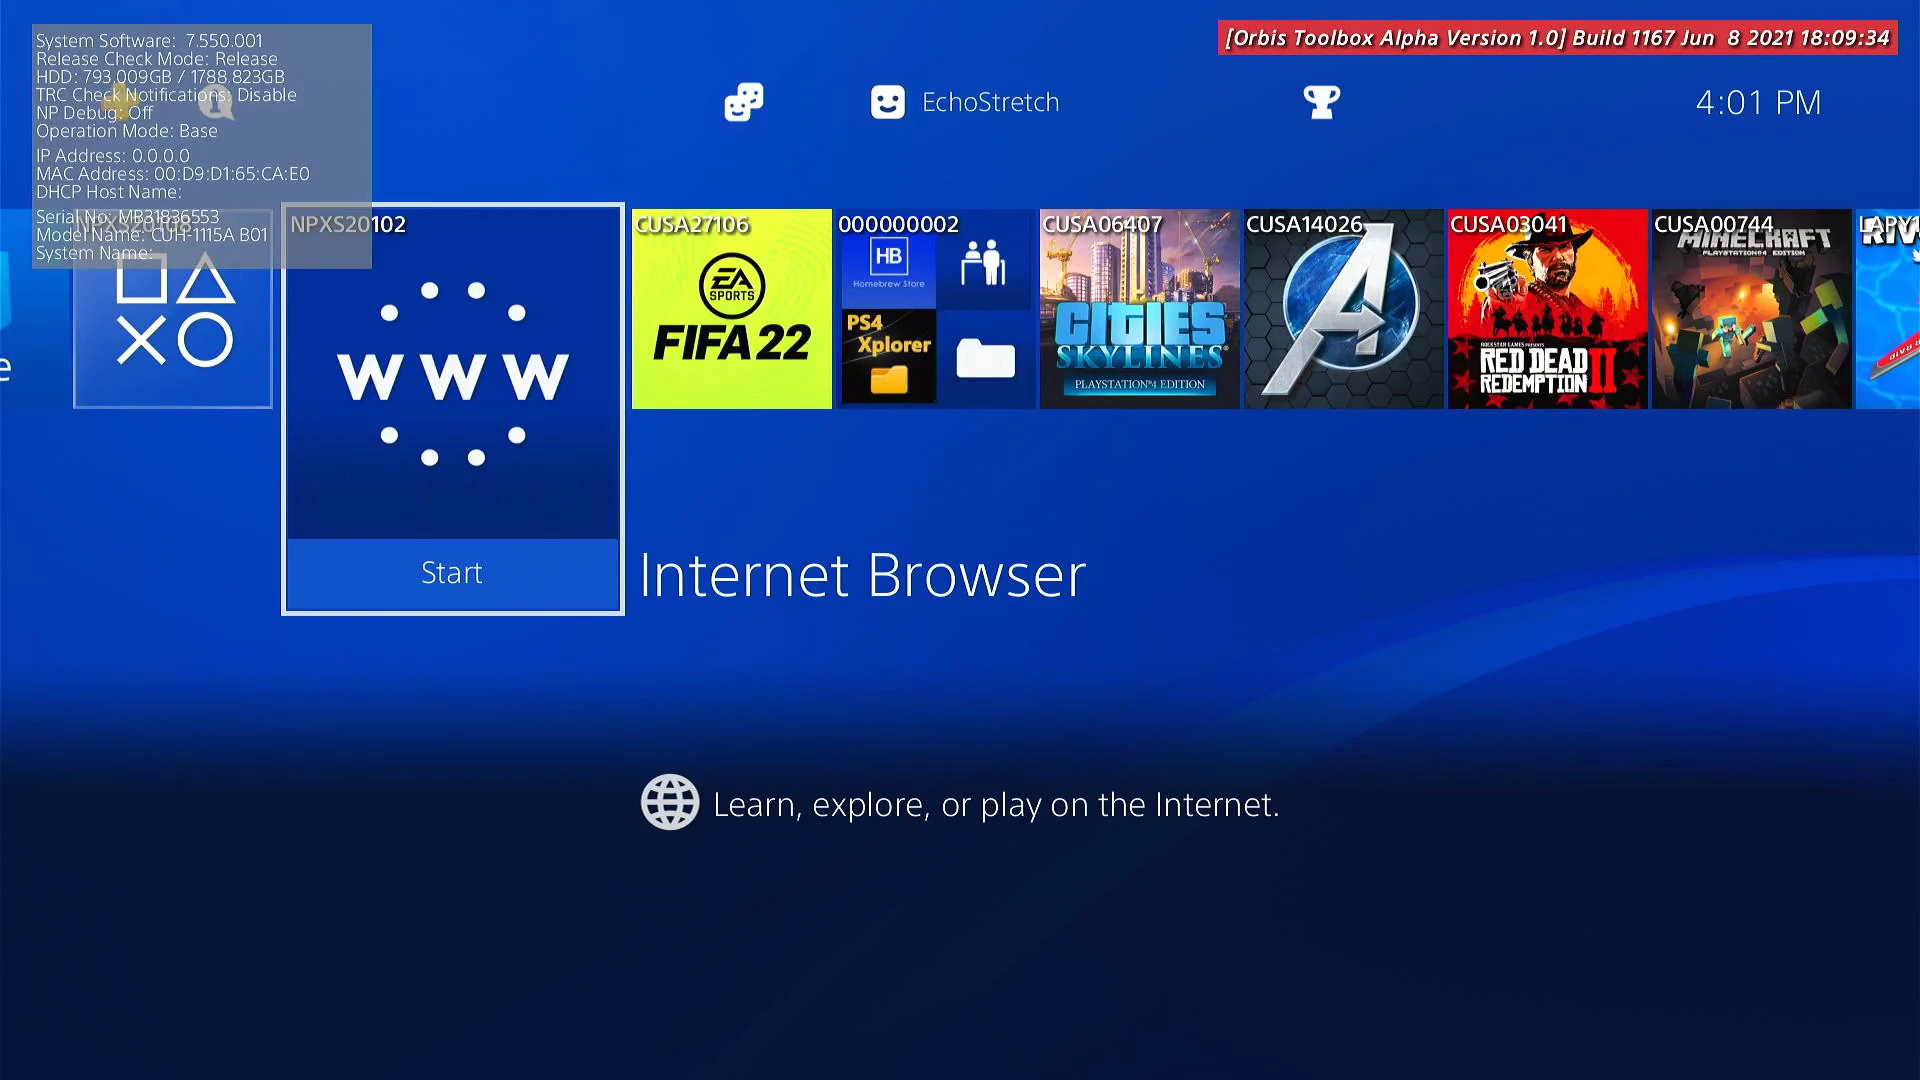 System Software: 7.550.001
Release Check Mode: Release
HDD: 793.009GB / 1788.823GB
TRC Check Notifications: Disable
NP Debug: Off
Operation Mode: Base
IP Address: 0.0.0.0
MAC Address: 00:D9:D1:65:CA:E0
DHCP Host Name:
Serial No: MB31836553
Model Name: CUH-1115A B01
System Name:
[Orbis Toolbox Alpha Version 1.0] Build 1167 Jun 8 2021 18:09:34
EchoStretch
4:01 PM
e
NPXS20102
WWW
Start
CUSA27106
EA
SPORTS
FIFA 22
000000002
HB
Homebrew Store
PS4
Xplorer
CUSA06407
CITIES
SKYLINES
PLAYSTATION®4 EDITION
CUSA14026
A
CUSA03041
ROCKSTAR GAMES PRESENTS
RED DEAD
REDEMPTION II
CUSA00744
MINECRAFT
PLAYSTATION®4 EDITION
LAPY
RAID
Internet Browser
Learn, explore, or play on the Internet.